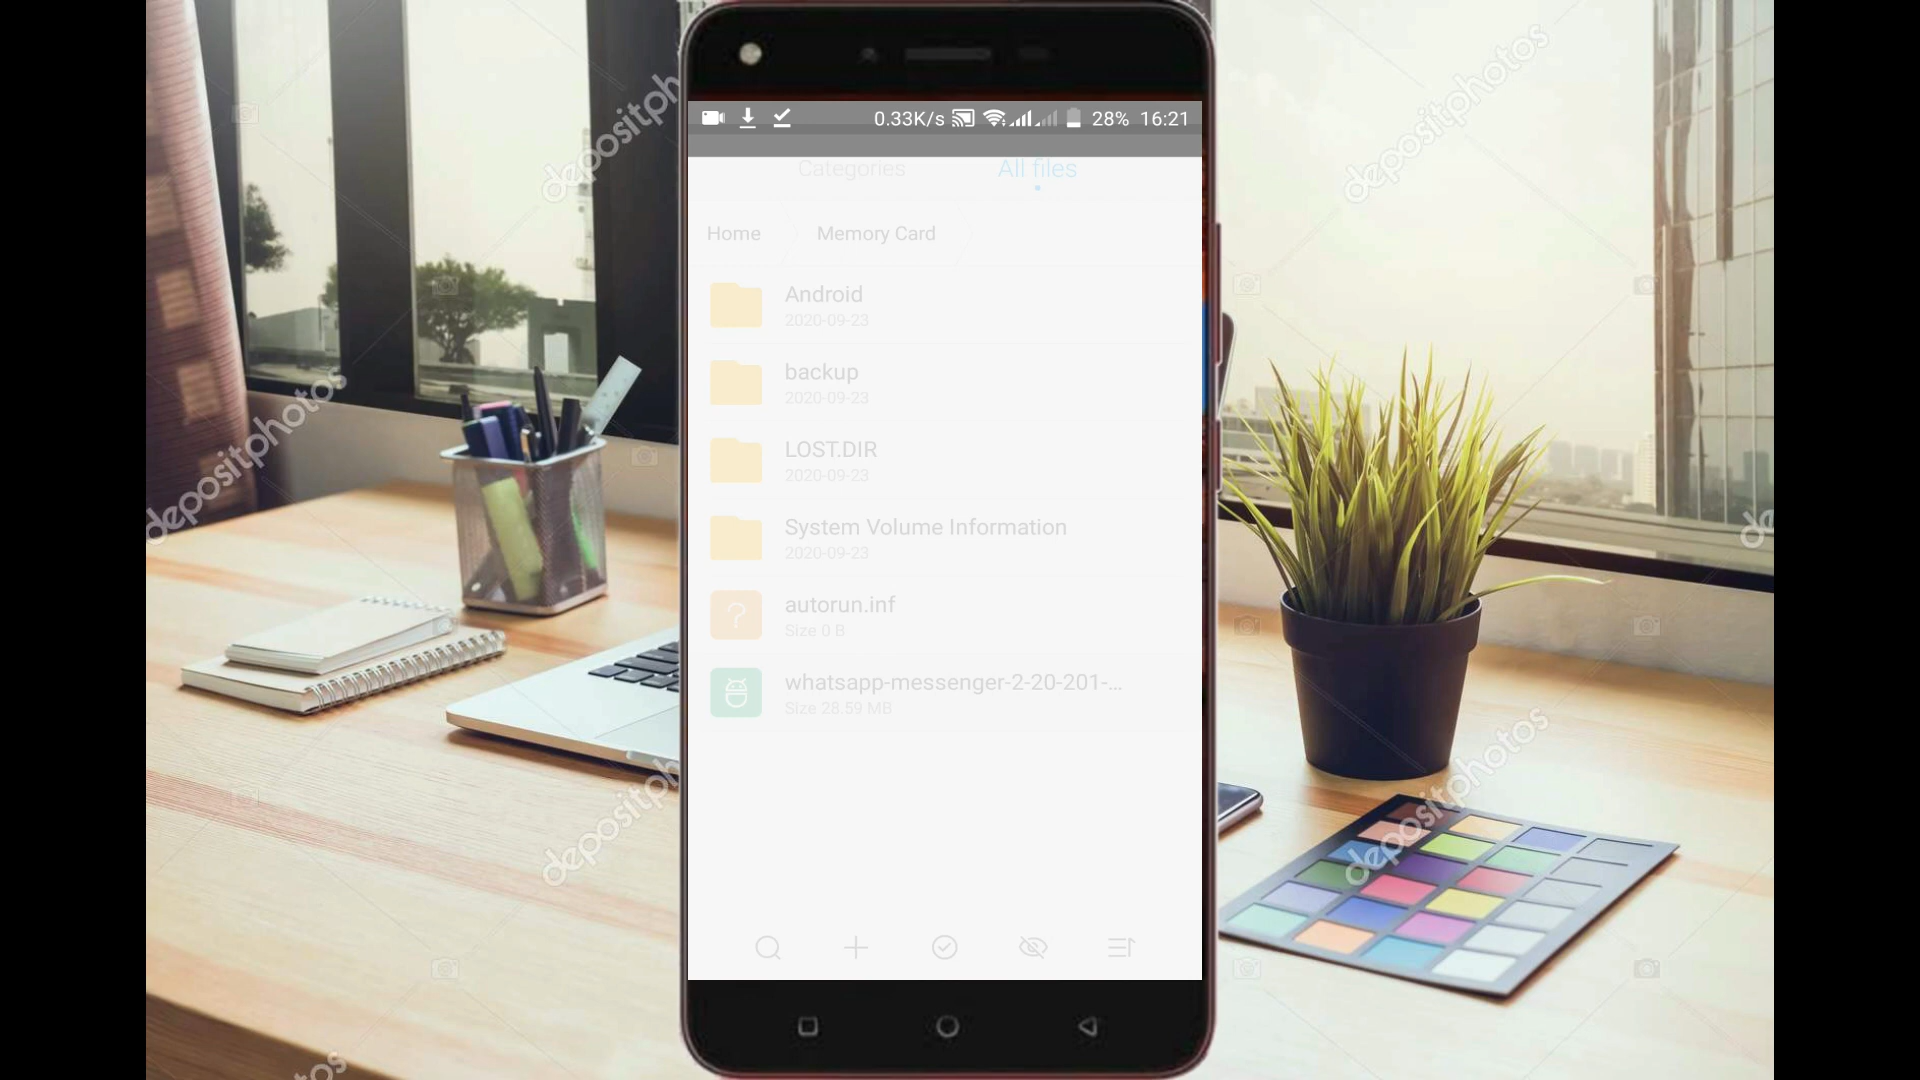 0.33K/s 28% 16:21
Categories All files
Home Memory Card
Android
2020-09-23
backup
2020-09-23
LOST.DIR
2020-09-23
System Volume Information
2020-09-23
autorun.inf
Size 0 B
whatsapp-messenger-2-20-201-...
Size 28.59 MB
depositphotos
depositphotos
depositphotos
depositphotos